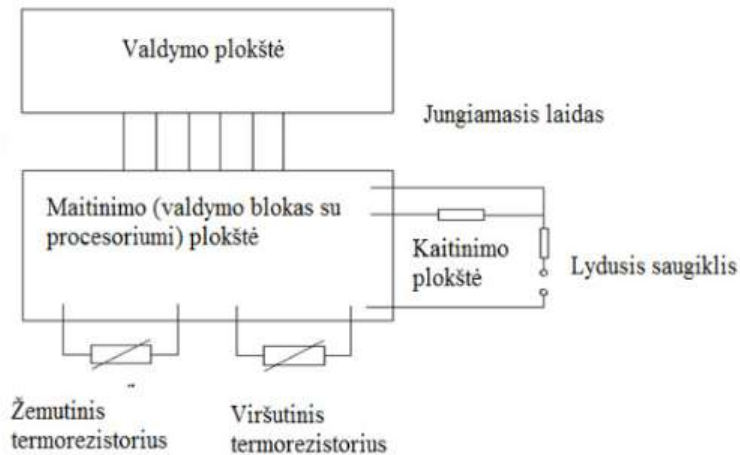 Valdymo plokštė
Jungiamasis laidas
Maitinimo (valdymo blokas su
procesoriumi) plokštė
Kaitinimo
plokštė
Lydusis saugiklis
Žemutinis
termorezistorius
Viršutinis
termorezistorius